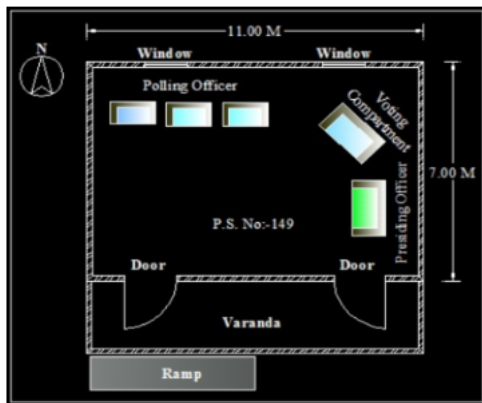 11.00 M
N
Window
Window
Polling Officer
Voting
Compartment
7.00 M
Presiding Officer
P.S. No:-149
Door
Door
Varanda
Ramp